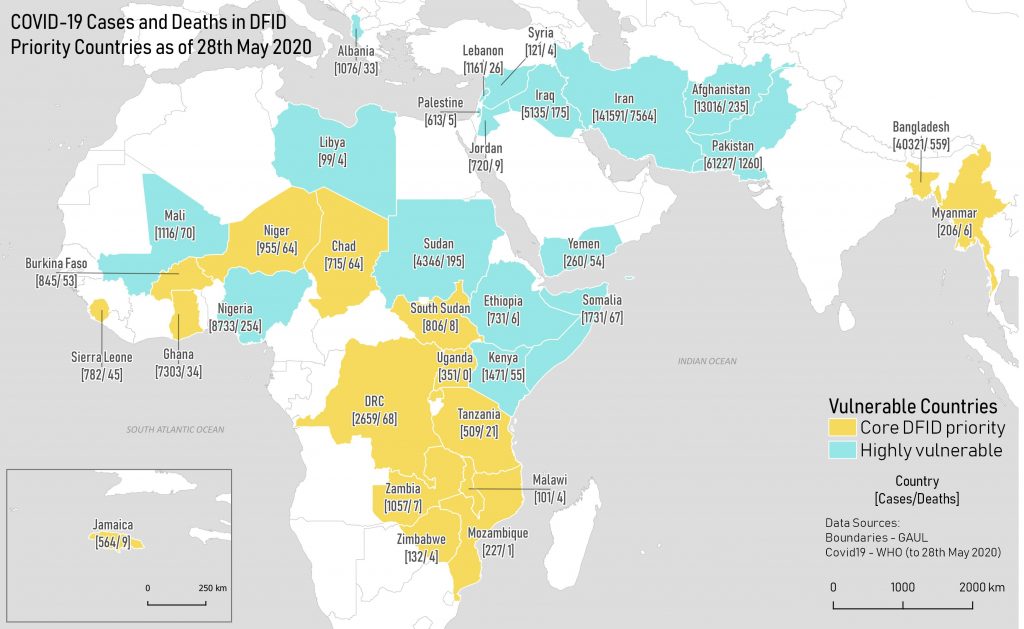 COVID-19 Cases and Deaths in DFID
Priority Countries as of 28th May 2020
Albania
[1076/ 33]
Lebanon
[1161/ 26]
Syria
[121/ 4]
Palestine
[613/ 5]
Iraq
[5135/ 175]
Iran
[141591/ 7564]
Afghanistan
[13016/ 235]
Bangladesh
[40321/ 559]
Libya
[99/ 4]
Jordan
[720/ 9]
Pakistan
[61227/ 1260]
Mali
[1116/ 70]
Niger
[955/ 64]
Chad
[715/ 64]
Sudan
[4346/ 195]
Yemen
[260/ 54]
Myanmar
[206/ 6]
Burkina Faso
[845/ 53]
Nigeria
[8733/ 254]
South Sudan
[806/ 8]
Ethiopia
[731/ 6]
Somalia
[1731/ 67]
Sierra Leone
[782/ 45]
Ghana
[7303/ 34]
Uganda
[351/ 0]
Kenya
[1471/ 55]
INDIAN OCEAN
DRC
[2659/ 68]
Tanzania
[509/ 21]
SOUTH ATLANTIC OCEAN
Zambia
[1057/ 7]
Malawi
[101/ 4]
Zimbabwe
[132/ 4]
Mozambique
[227/ 1]
Jamaica
[564/ 9]
0 250 km
Vulnerable Countries
Core DFID priority
Highly vulnerable
Country
[Cases/Deaths]
Data Sources:
Boundaries - GAUL
Covid19 - WHO (to 28th May 2020)
0 1000 2000 km